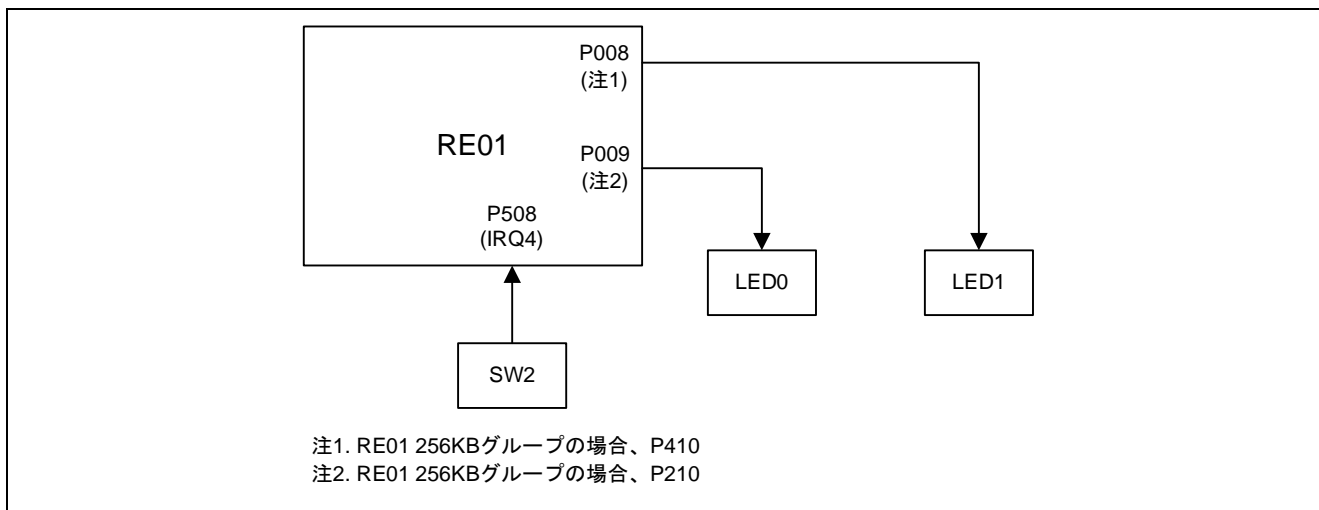 P008
(注1)
RE01
P009
(注2)
P508
(IRQ4)
LED0
LED1
SW2
注1. RE01 256KBグループの場合、P410
注2. RE01 256KBグループの場合、P210